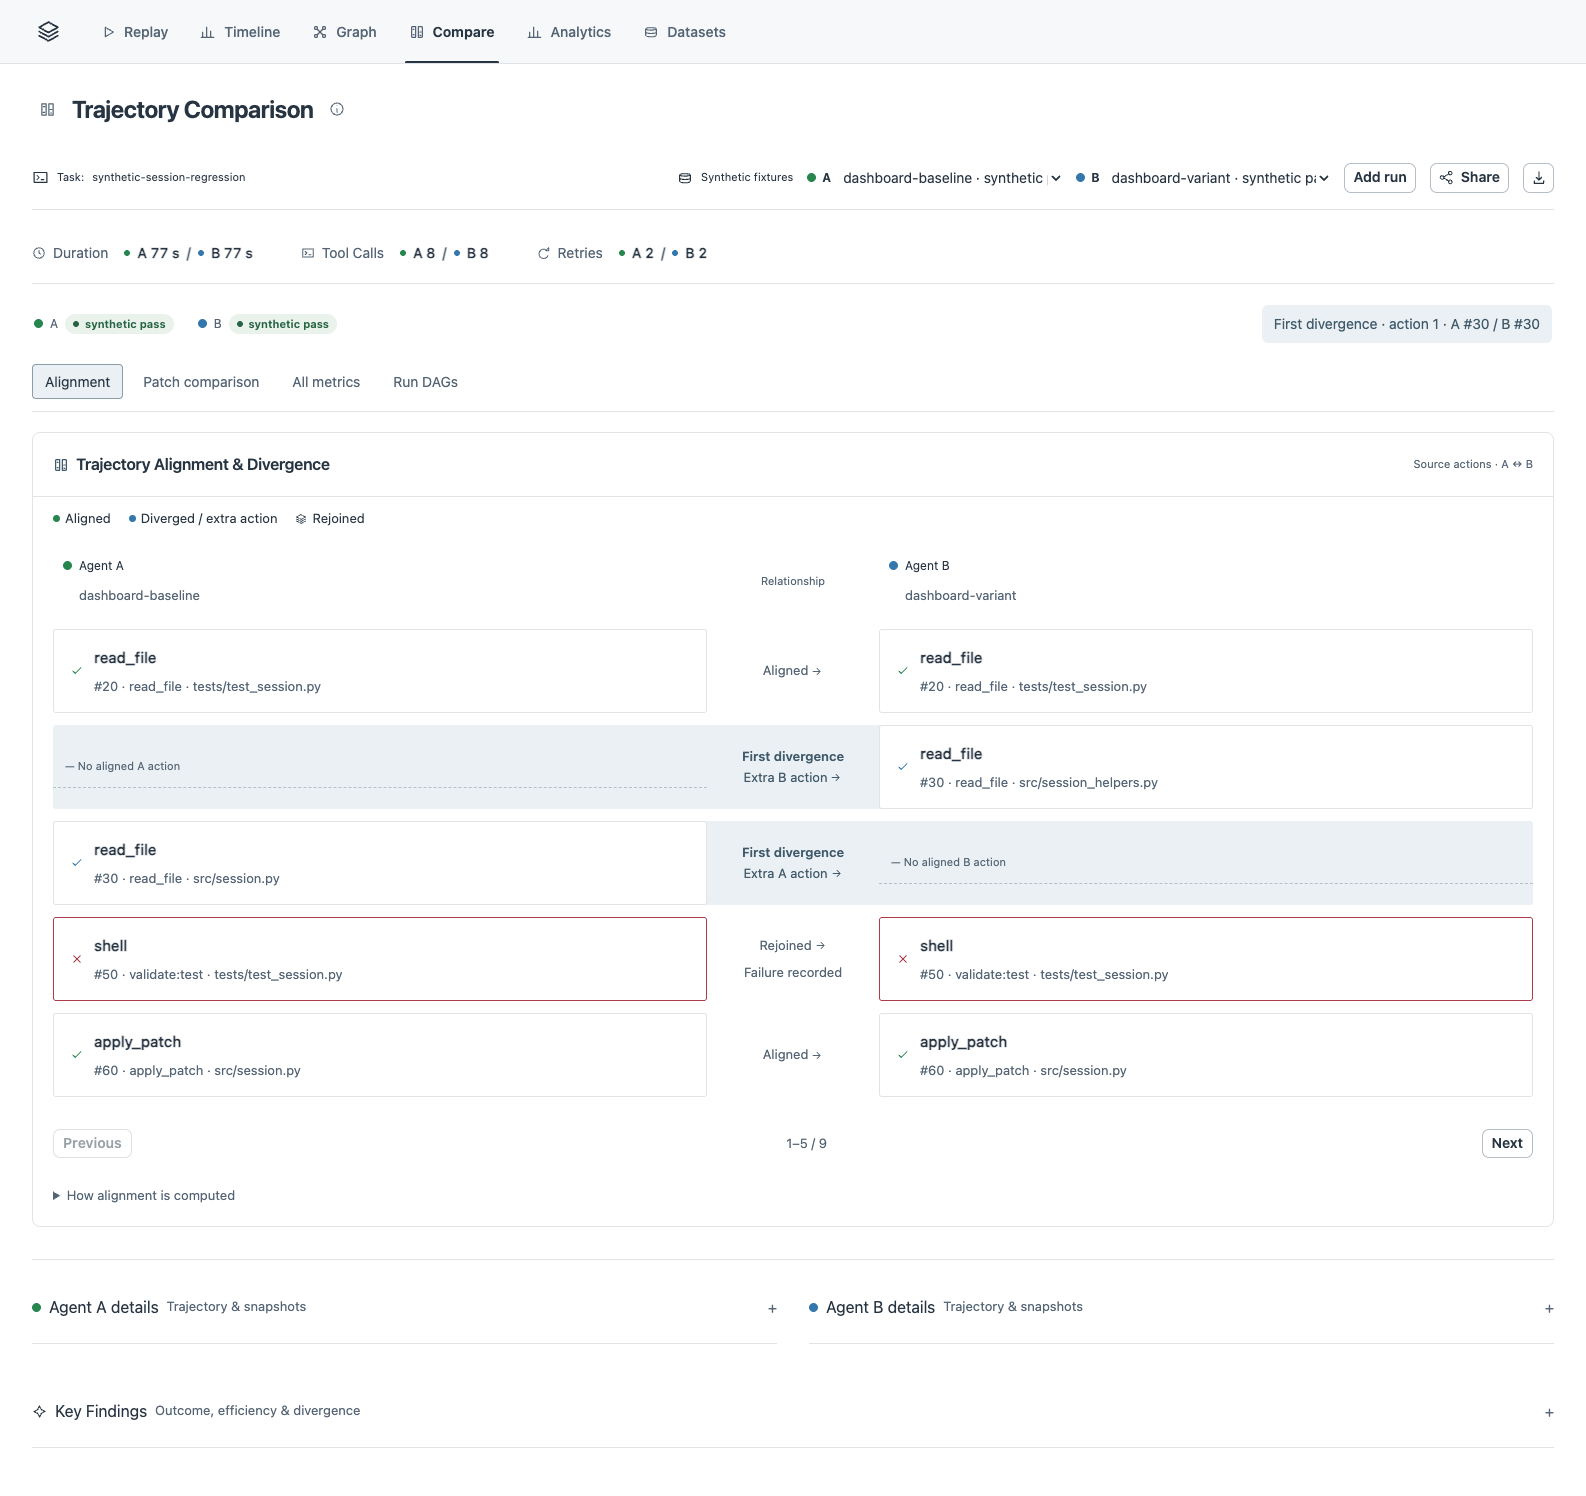 Replay Timeline Graph Compare Analytics Datasets
Trajectory Comparison
Task: synthetic-session-regression
Synthetic fixtures A dashboard-baseline · synthetic B dashboard-variant · synthetic pa Add run Share
Duration A 77 s / B 77 s Tool Calls A 8 / B 8 Retries A 2 / B 2
A synthetic pass B synthetic pass First divergence · action 1 · A #30 / B #30
Alignment Patch comparison All metrics Run DAGs
Trajectory Alignment & Divergence Source actions · A ↔ B
Aligned Diverged / extra action Rejoined
Agent A
dashboard-baseline
Relationship
Agent B
dashboard-variant
read_file
#20 · read_file · tests/test_session.py
Aligned →
read_file
#20 · read_file · tests/test_session.py
— No aligned A action
First divergence
Extra B action →
read_file
#30 · read_file · src/session_helpers.py
read_file
#30 · read_file · src/session.py
First divergence
Extra A action →
— No aligned B action
shell
#50 · validate:test · tests/test_session.py
Rejoined →
Failure recorded
shell
#50 · validate:test · tests/test_session.py
apply_patch
#60 · apply_patch · src/session.py
Aligned →
apply_patch
#60 · apply_patch · src/session.py
Previous 1–5 / 9 Next
How alignment is computed
Agent A details Trajectory & snapshots +
Agent B details Trajectory & snapshots +
Key Findings Outcome, efficiency & divergence +